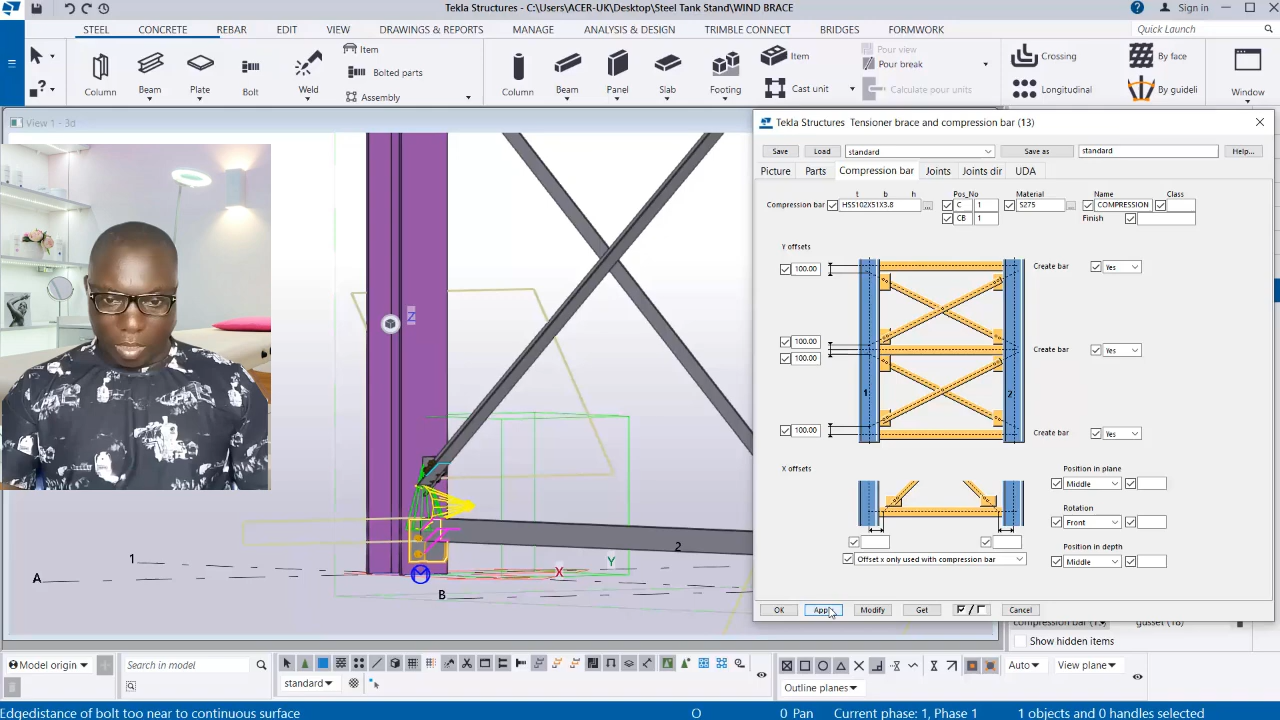 Tekla Structures - C:\Users\ACER-UK\Desktop\Steel Tank Stand\WIND BRACE
Sign in
STEEL CONCRETE REBAR EDIT VIEW DRAWINGS & REPORTS MANAGE ANALYSIS & DESIGN TRIMBLE CONNECT BRIDGES FORMWORK
Quick Launch
Item
Bolted parts
Assembly
Column Beam Plate Bolt Weld
Column Beam Panel Slab Footing
Item
Cast unit
Pour view
Pour break
Calculate pour units
Crossing
Longitudinal
By face
By guideli
Window
View 1 - 3d
Tekla Structures Tensioner brace and compression bar (13)
Save Load standard Save as standard Help...
Picture Parts Compression bar Joints Joints dir UDA
t b h Pos_No Material Name Class
Compression bar HSS102X51X3.8 ... C 1 S275 ... COMPRESSION
CB 1 Finish
Y offsets
100.00 Create bar Yes
100.00
Create bar Yes
100.00
1 2
100.00 Create bar Yes
X offsets
Position in plane
Middle
Rotation
Front
Position in depth
Offset x only used with compression bar
Middle
OK Apply Modify Get Cancel
Z
1
A
B
2
X
Y
compression bar (13) gusset (18)
Show hidden items
Model origin Search in model
standard
Auto View plane
Outline planes
Edgedistance of bolt too near to continuous surface O 0 Pan Current phase: 1, Phase 1 1 objects and 0 handles selected